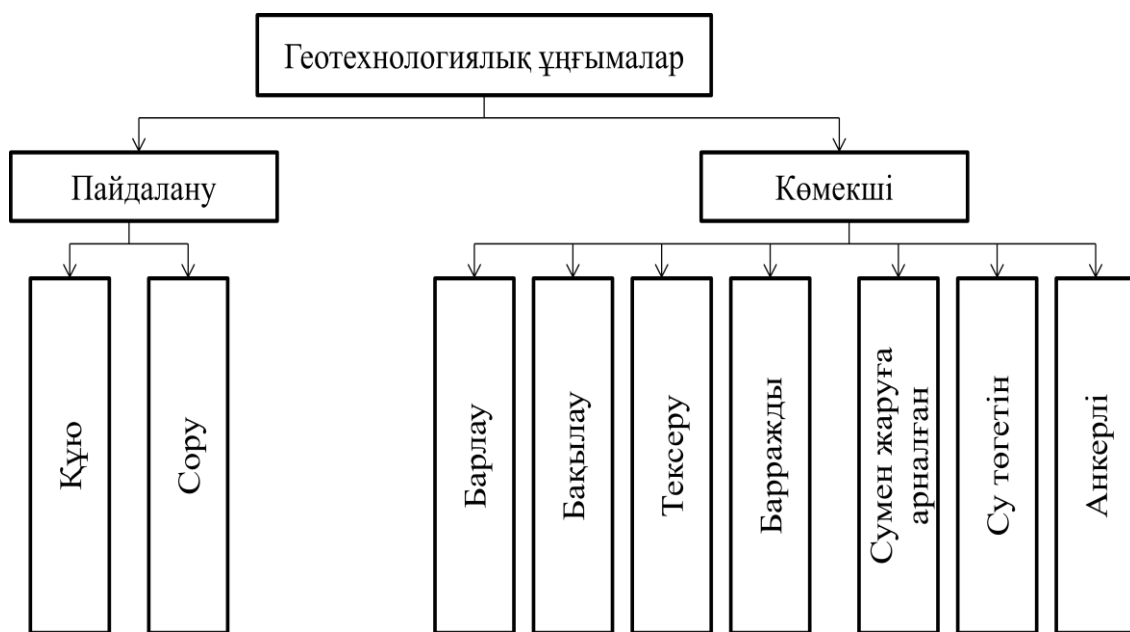 Геотехнологиялық ұңғымалар
Пайдалану
Көмекші
Құю
Сору
Барлау
Бақылау
Тексеру
Барражды
Сумен жаруға
арналған
Су төгетін
Анкерлі